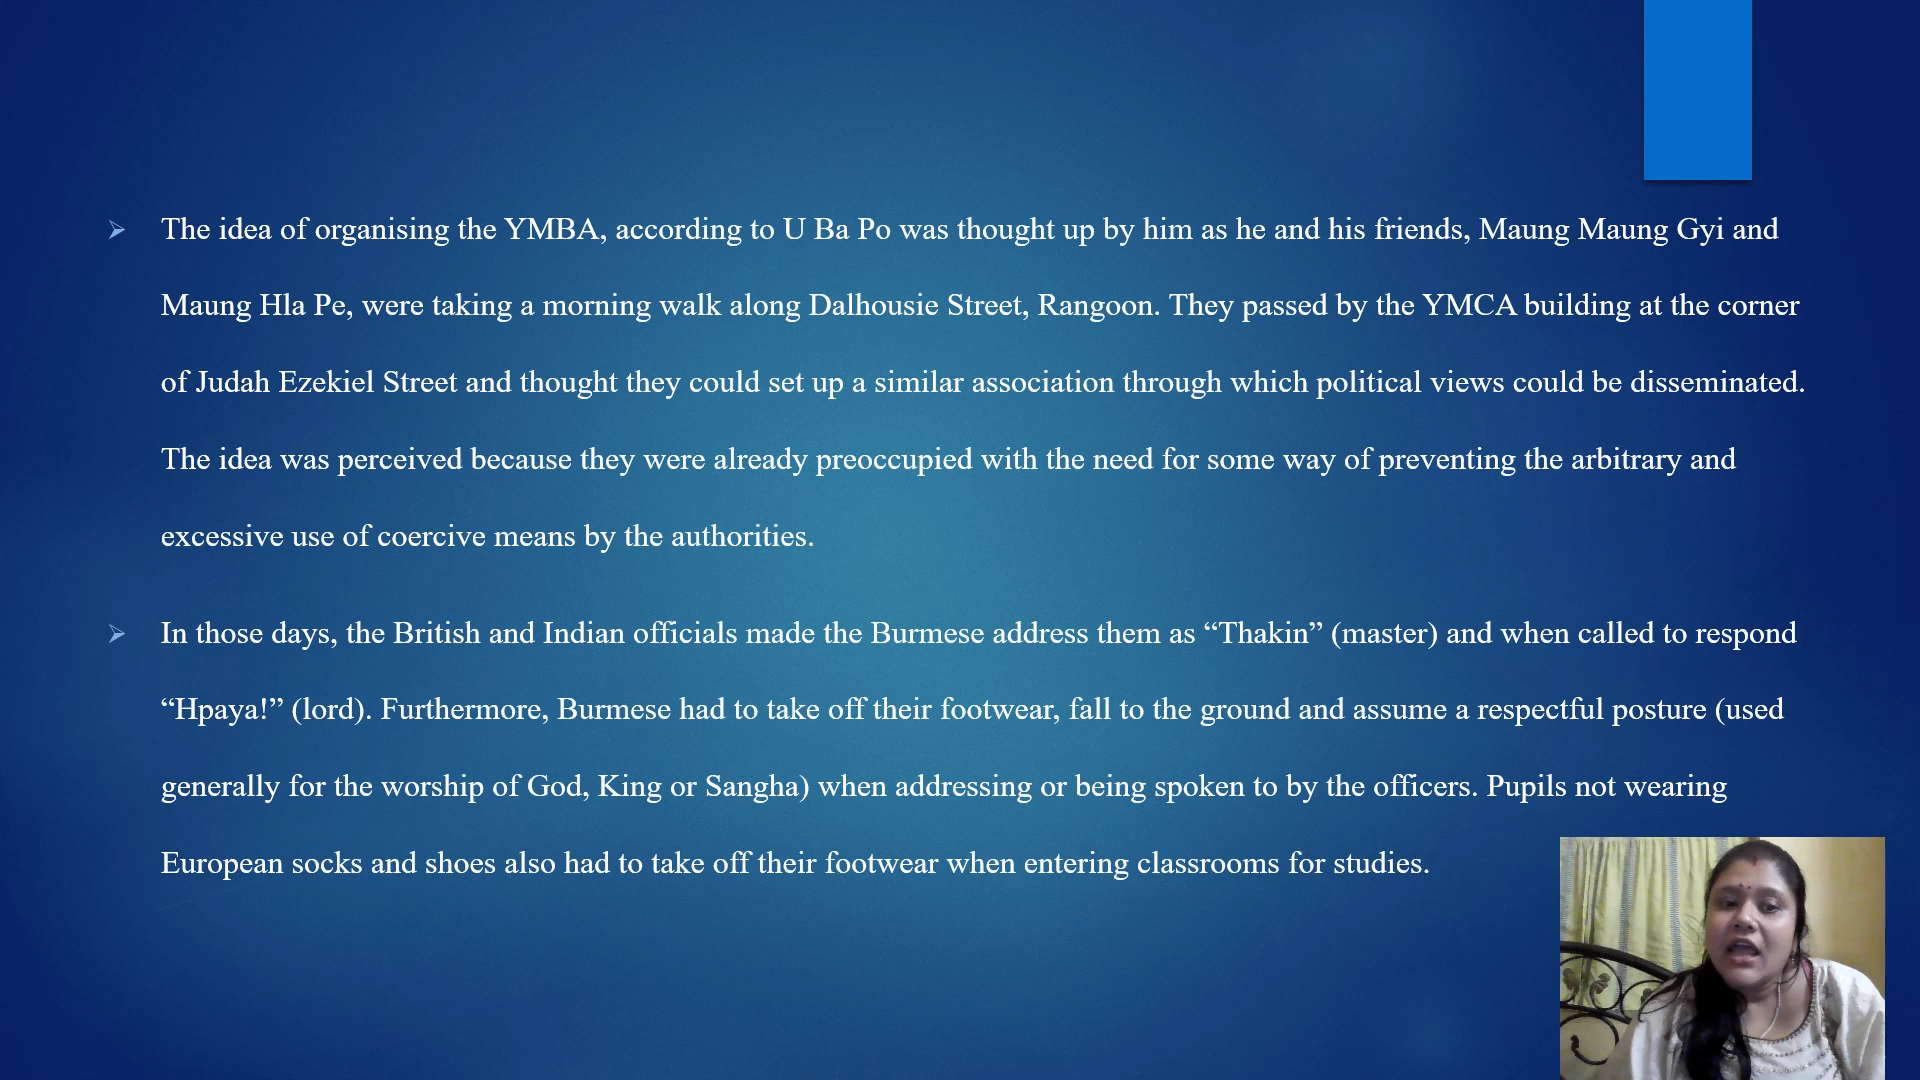 The idea of organising the YMBA, according to U Ba Po was thought up by him as he and his friends, Maung Maung Gyi and
Maung Hla Pe, were taking a morning walk along Dalhousie Street, Rangoon. They passed by the YMCA building at the corner
of Judah Ezekiel Street and thought they could set up a similar association through which political views could be disseminated.
The idea was perceived because they were already preoccupied with the need for some way of preventing the arbitrary and
excessive use of coercive means by the authorities.
In those days, the British and Indian officials made the Burmese address them as “Thakin” (master) and when called to respond
“Hpaya!” (lord). Furthermore, Burmese had to take off their footwear, fall to the ground and assume a respectful posture (used
generally for the worship of God, King or Sangha) when addressing or being spoken to by the officers. Pupils not wearing
European socks and shoes also had to take off their footwear when entering classrooms for studies.